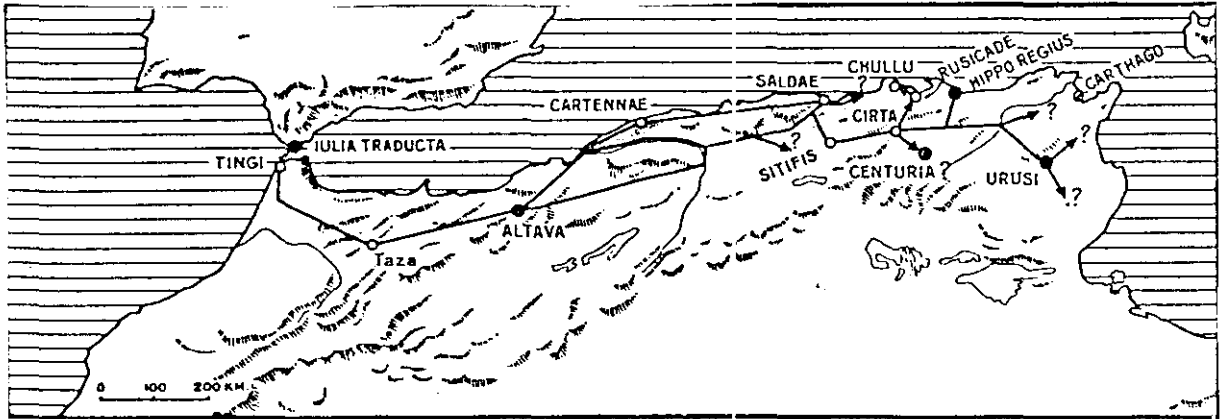 CHULLU
RUSICADE
HIPPO REGIUS
CARTHAGO
SALDAE
?
CARTENNAE
CIRTA
?
?
IULIA TRADUCTA
TINGI
?
SITIFIS
CENTURIA
?
URUSI
?
ALTAVA
Taza
0 100 200 KM.